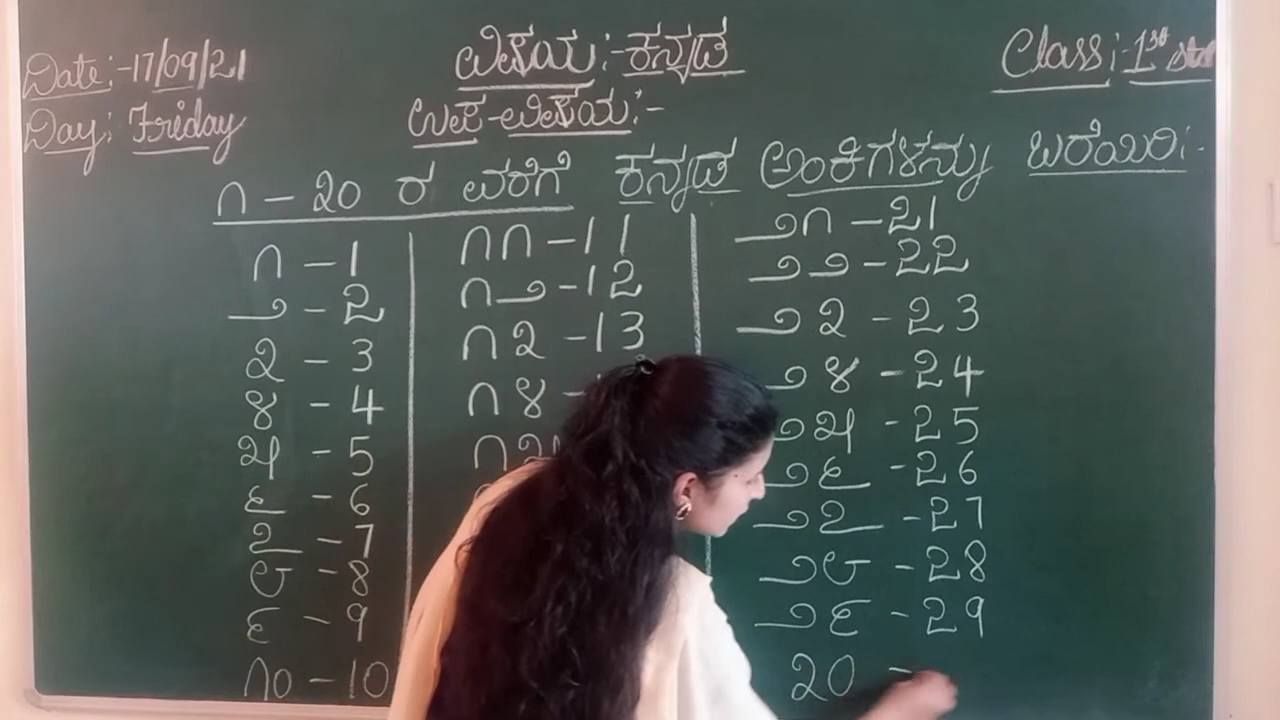 Date:-17/09/21
Day: Friday
ವಿಷಯ:-ಕನ್ನಡ
ಉಪ-ವಿಷಯ:-
Class:-1st std
೧ – ೩೦ ರ ವರೆಗೆ ಕನ್ನಡ ಅಂಕಿಗಳನ್ನು ಬರೆಯಿರಿ:-
೧ – 1
೨ – 2
೩ – 3
೪ – 4
೫ – 5
೬ – 6
೭ – 7
೮ – 8
೯ – 9
೧೦ – 10
೧೧ – 11
೧೨ – 12
೧೩ – 13
೧೪ –
೨೧ – 21
೨೨ – 22
೨೩ – 23
೨೪ – 24
೨೫ – 25
೨೬ – 26
೨೭ – 27
೨೮ – 28
೨೯ – 29
೩೦ –